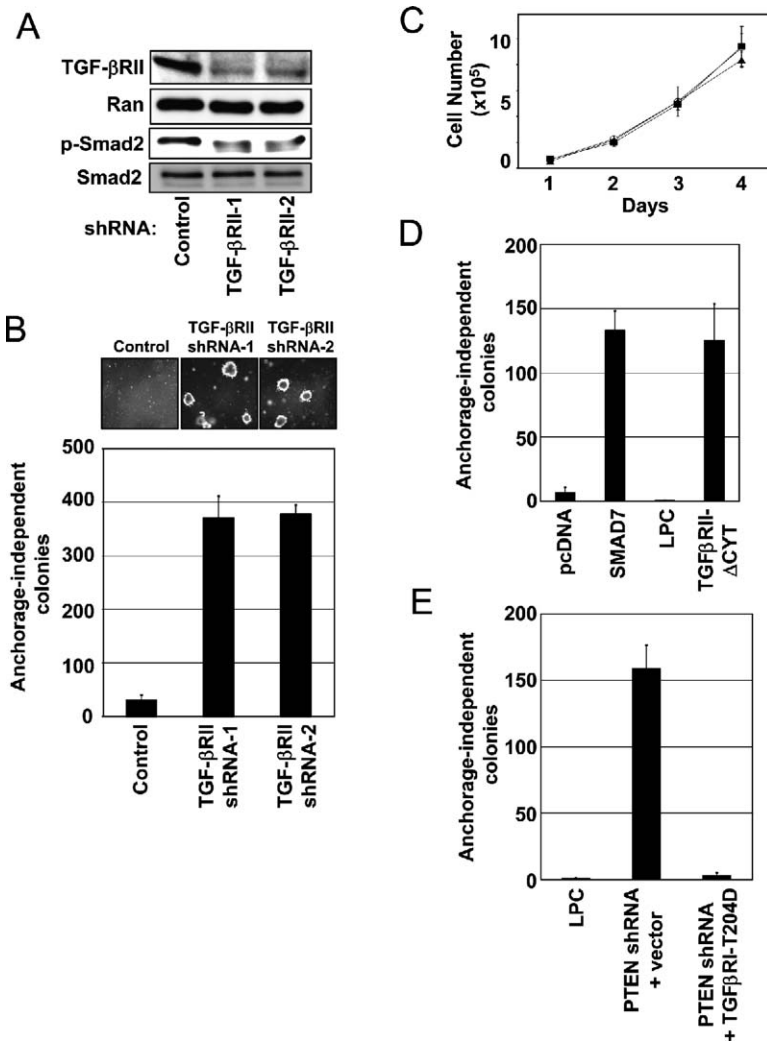 A
TGF-βRII
Ran
p-Smad2
Smad2
shRNA:
Control
TGF-βRII-1
TGF-βRII-2
B
Control
TGF-βRII
shRNA-1
TGF-βRII
shRNA-2
Anchorage-independent
colonies
500
400
300
200
100
0
Control
TGF-βRII
shRNA-1
TGF-βRII
shRNA-2
C
Cell Number
(x10⁵)
10
5
0
1 2 3 4
Days
D
Anchorage-independent
colonies
200
150
100
50
0
pcDNA
SMAD7
LPC
TGFβRII-
ΔCYT
E
Anchorage-independent
colonies
200
150
100
50
0
LPC
PTEN shRNA
+ vector
PTEN shRNA
+ TGFβRI-T204D